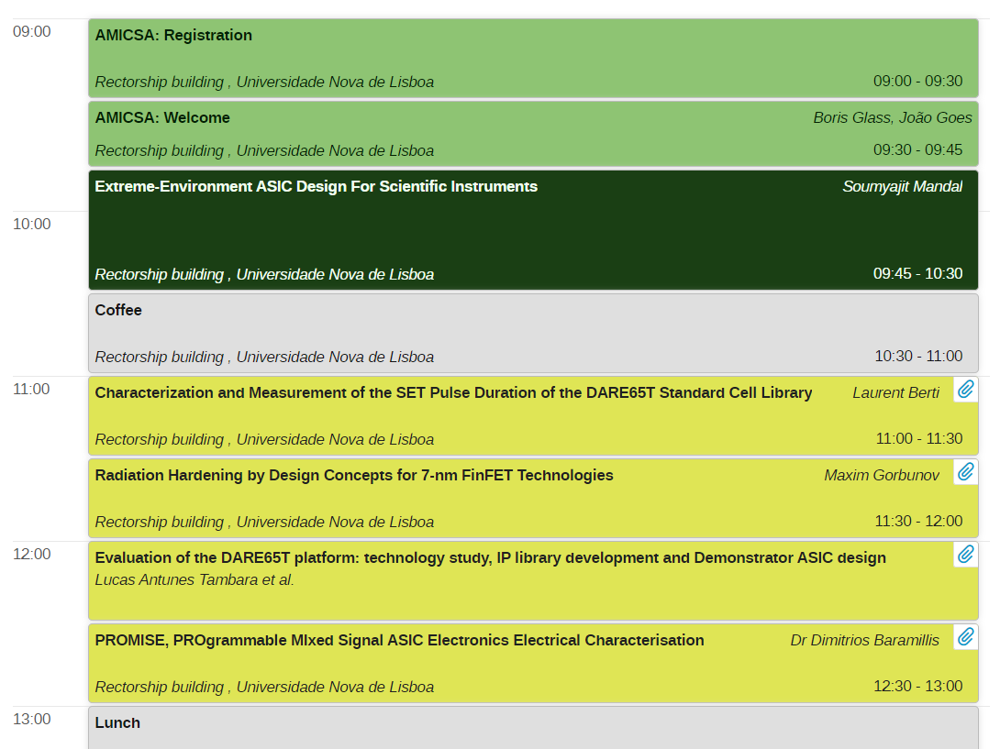 09:00
AMICSA: Registration
Rectorship building , Universidade Nova de Lisboa 09:00 - 09:30
AMICSA: Welcome Boris Glass, João Goes
Rectorship building , Universidade Nova de Lisboa 09:30 - 09:45
Extreme-Environment ASIC Design For Scientific Instruments Soumyajit Mandal
10:00
Rectorship building , Universidade Nova de Lisboa 09:45 - 10:30
Coffee
Rectorship building , Universidade Nova de Lisboa 10:30 - 11:00
11:00
Characterization and Measurement of the SET Pulse Duration of the DARE65T Standard Cell Library Laurent Berti
Rectorship building , Universidade Nova de Lisboa 11:00 - 11:30
Radiation Hardening by Design Concepts for 7-nm FinFET Technologies Maxim Gorbunov
Rectorship building , Universidade Nova de Lisboa 11:30 - 12:00
12:00
Evaluation of the DARE65T platform: technology study, IP library development and Demonstrator ASIC design
Lucas Antunes Tambara et al.
PROMISE, PROgrammable MIxed Signal ASIC Electronics Electrical Characterisation Dr Dimitrios Baramillis
Rectorship building , Universidade Nova de Lisboa 12:30 - 13:00
13:00
Lunch